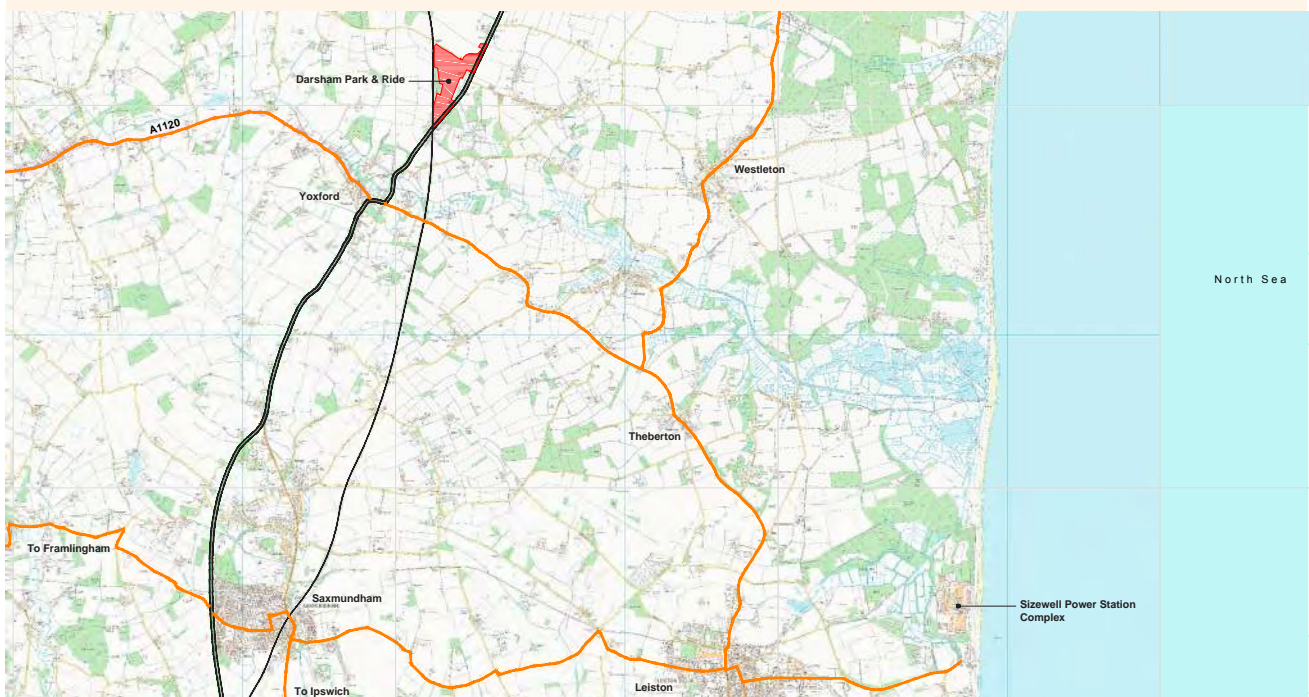 Darsham Park & Ride
A1120
Westleton
Yoxford
North Sea
Theberton
To Framlingham
Saxmundham
Sizewell Power Station
Complex
Leiston
To Ipswich